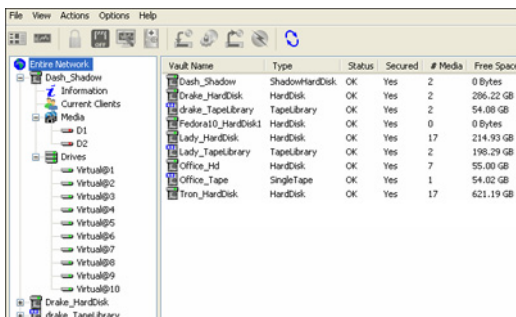 File View Actions Options Help
Entire Network
Dash_Shadow
Information
Current Clients
Media
D1
D2
Drives
Virtual@1
Virtual@2
Virtual@3
Virtual@4
Virtual@5
Virtual@6
Virtual@7
Virtual@8
Virtual@9
Virtual@10
Drake_HardDisk
drake_TapeLibrary
Vault Name Type Status Secured # Media Free Space
Dash_Shadow ShadowHardDisk OK Yes 2 0 Bytes
Drake_HardDisk HardDisk OK Yes 2 286.22 GB
drake_TapeLibrary TapeLibrary OK Yes 2 54.08 GB
Fedora10_HardDisk1 HardDisk OK Yes 0 0 Bytes
Lady_HardDisk HardDisk OK Yes 17 214.93 GB
Lady_TapeLibrary TapeLibrary OK Yes 2 198.29 GB
Office_Hd HardDisk OK Yes 7 55.00 GB
Office_Tape SingleTape OK Yes 1 54.02 GB
Tron_HardDisk HardDisk OK Yes 17 621.19 GB